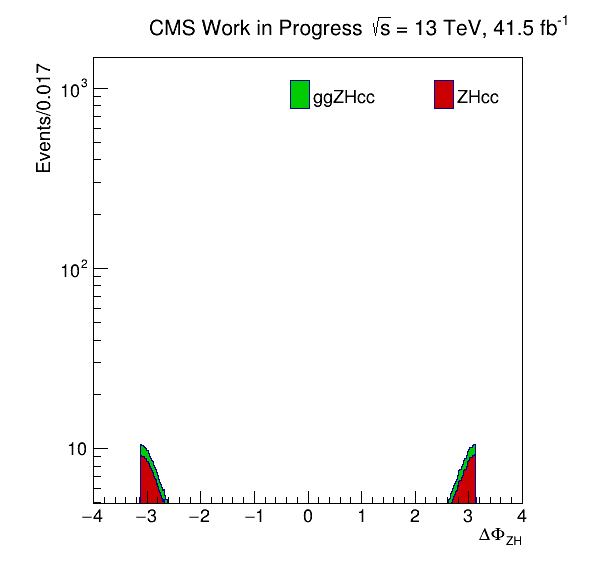 CMS Work in Progress √s = 13 TeV, 41.5 fb⁻¹
Events/0.017
10³
ggZHcc ZHcc
10²
10
−4 −3 −2 −1 0 1 2 3 4
ΔΦ_ZH